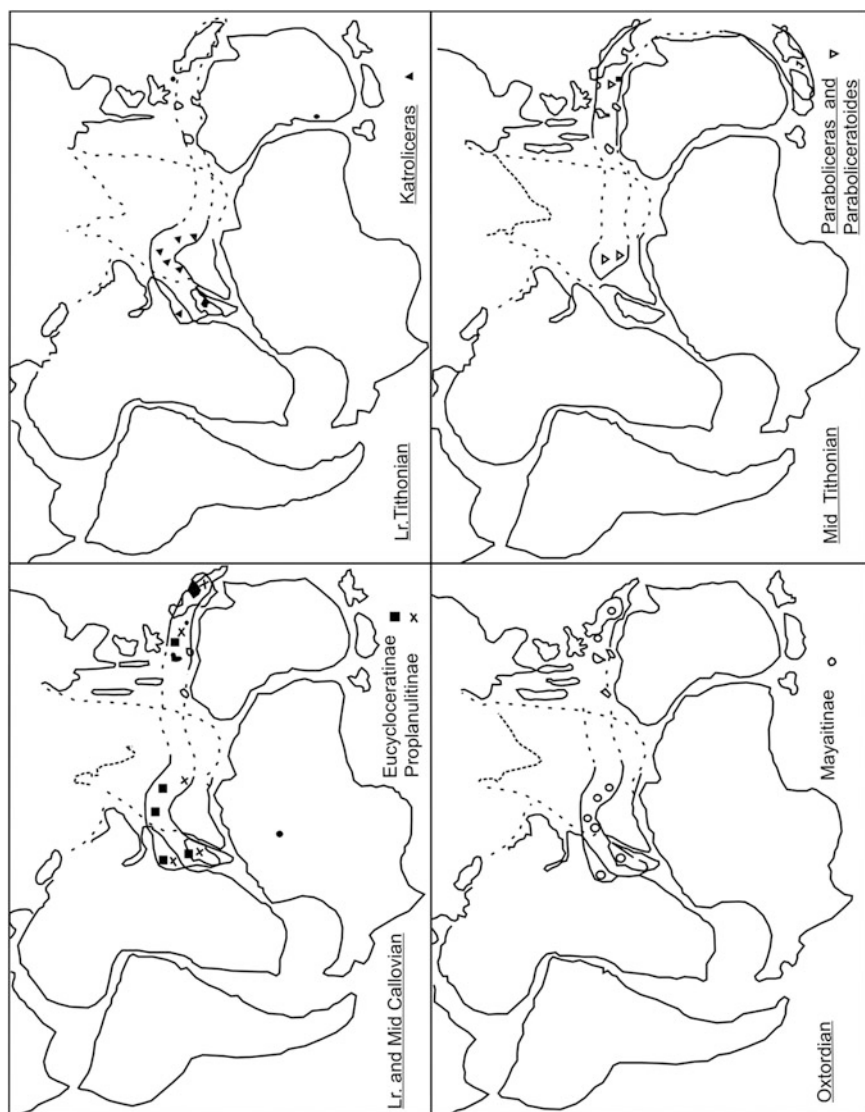 Eucycloceratinae
Lr. and Mid Callovian Proplanulitinae
Lr.Tithonian Katroliceras
Oxtordian Mayaitinae
Paraboliceras and
Mid Tithonian Paraboliceratoides